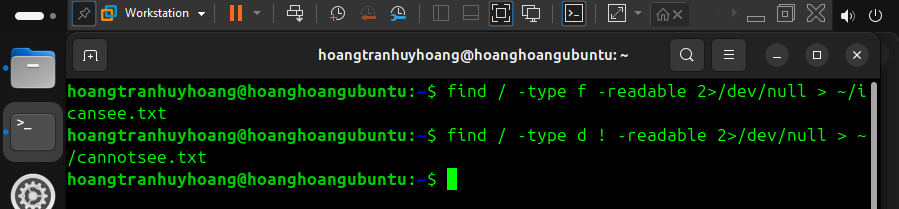 Workstation
hoangtranhuyhoang@hoanghoangubuntu: ~
hoangtranhuyhoang@hoanghoangubuntu:~$ find / -type f -readable 2>/dev/null > ~/i
cansee.txt
hoangtranhuyhoang@hoanghoangubuntu:~$ find / -type d ! -readable 2>/dev/null > ~
/cannotsee.txt
hoangtranhuyhoang@hoanghoangubuntu:~$